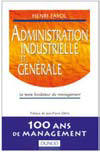 HENRI FAYOL
ADMINISTRATION
INDUSTRIELLE
ET
GÉNÉRALE
Le texte fondateur du management
100 ANS
DE MANAGEMENT
DUNOD